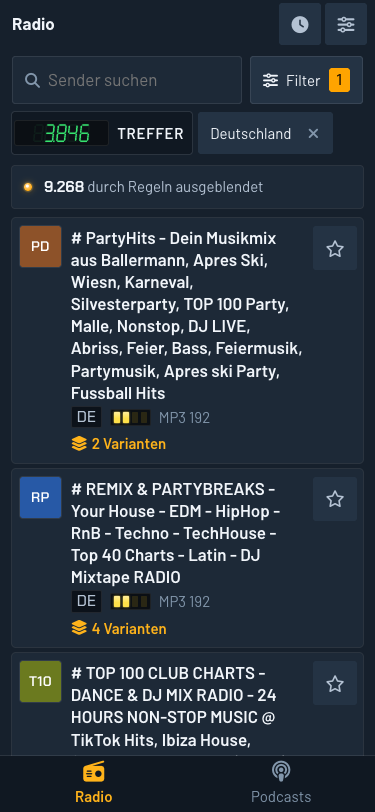 Radio
Sender suchen
Filter 1
3.846 TREFFER
Deutschland ✕
9.268 durch Regeln ausgeblendet
PD
# PartyHits - Dein Musikmix
aus Ballermann, Apres Ski,
Wiesn, Karneval,
Silvesterparty, TOP 100 Party,
Malle, Nonstop, DJ LIVE,
Abriss, Feier, Bass, Feiermusik,
Partymusik, Apres ski Party,
Fussball Hits
DE MP3 192
2 Varianten
RP
# REMIX & PARTYBREAKS -
Your House - EDM - HipHop -
RnB - Techno - TechHouse -
Top 40 Charts - Latin - DJ
Mixtape RADIO
DE MP3 192
4 Varianten
T10
# TOP 100 CLUB CHARTS -
DANCE & DJ MIX RADIO - 24
HOURS NON-STOP MUSIC @
TikTok Hits, Ibiza House,
Radio
Podcasts